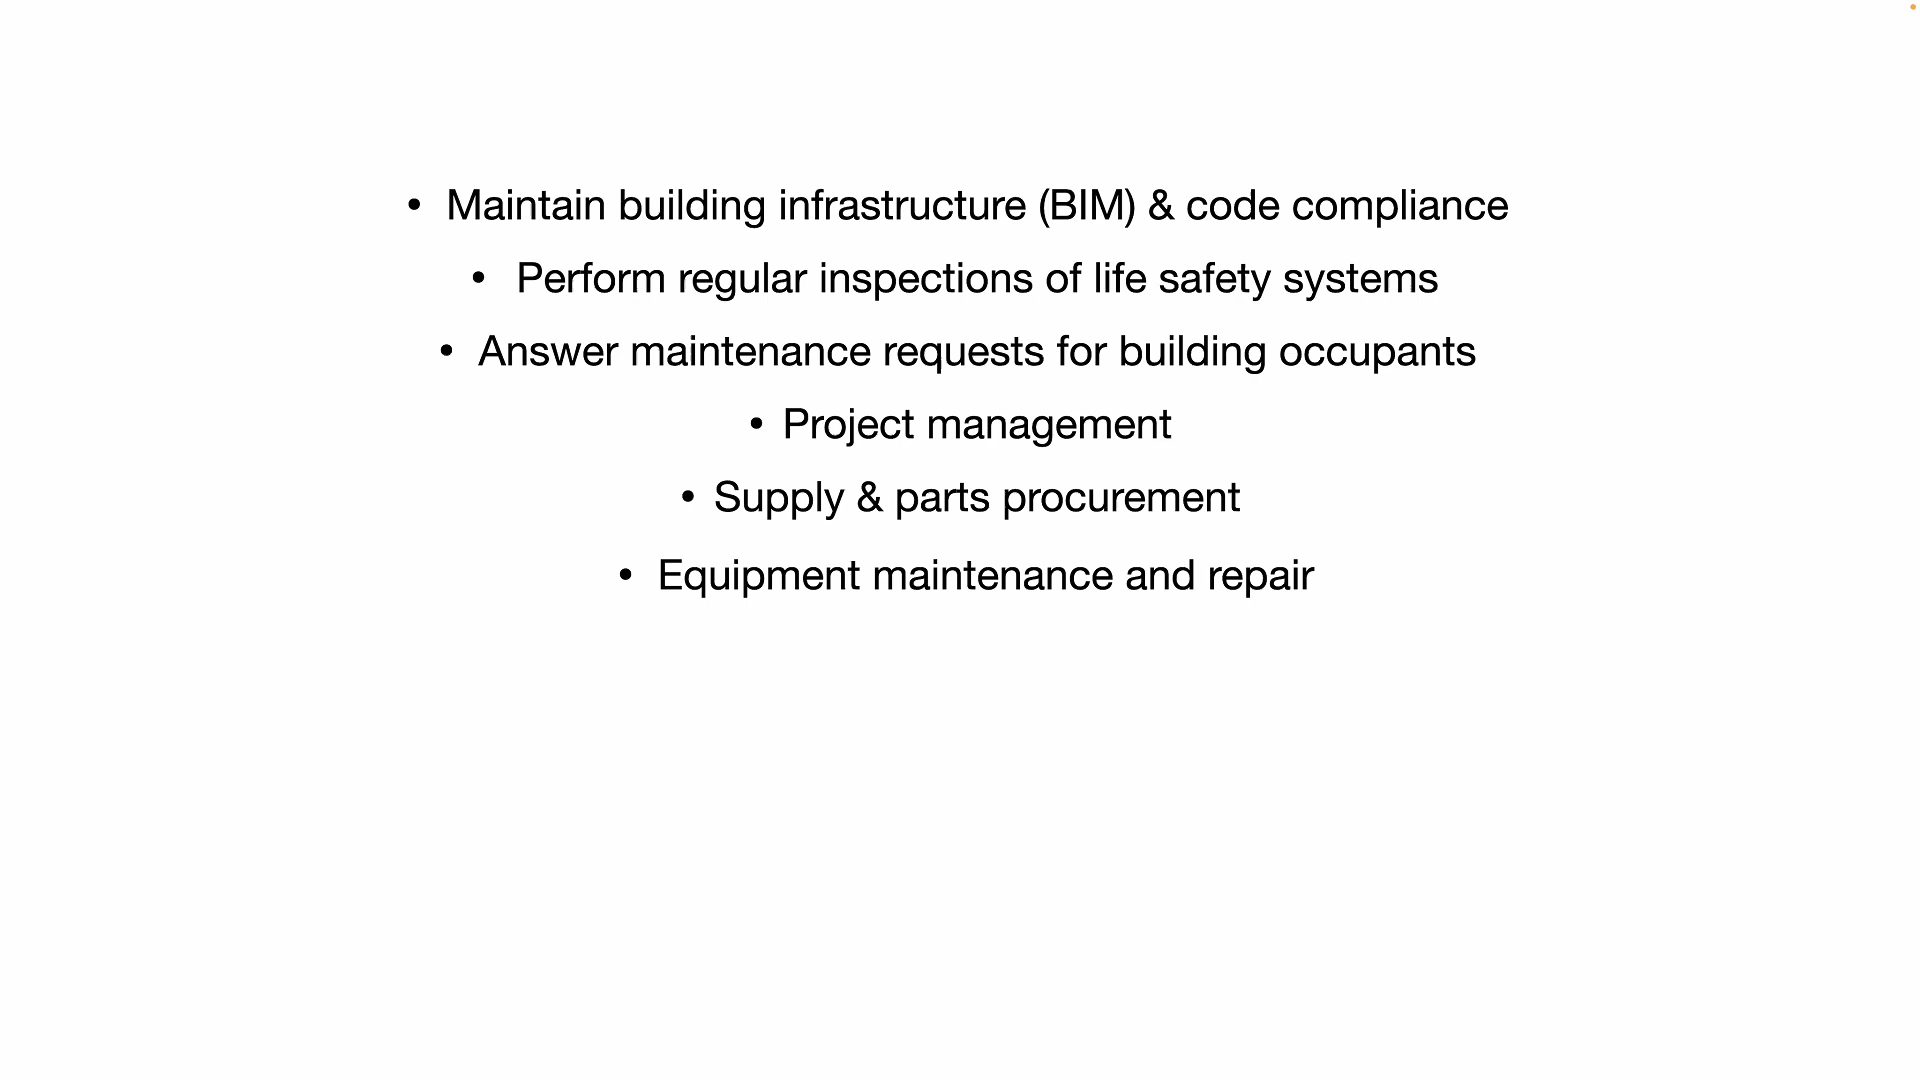 • Maintain building infrastructure (BIM) & code compliance
• Perform regular inspections of life safety systems
• Answer maintenance requests for building occupants
• Project management
• Supply & parts procurement
• Equipment maintenance and repair